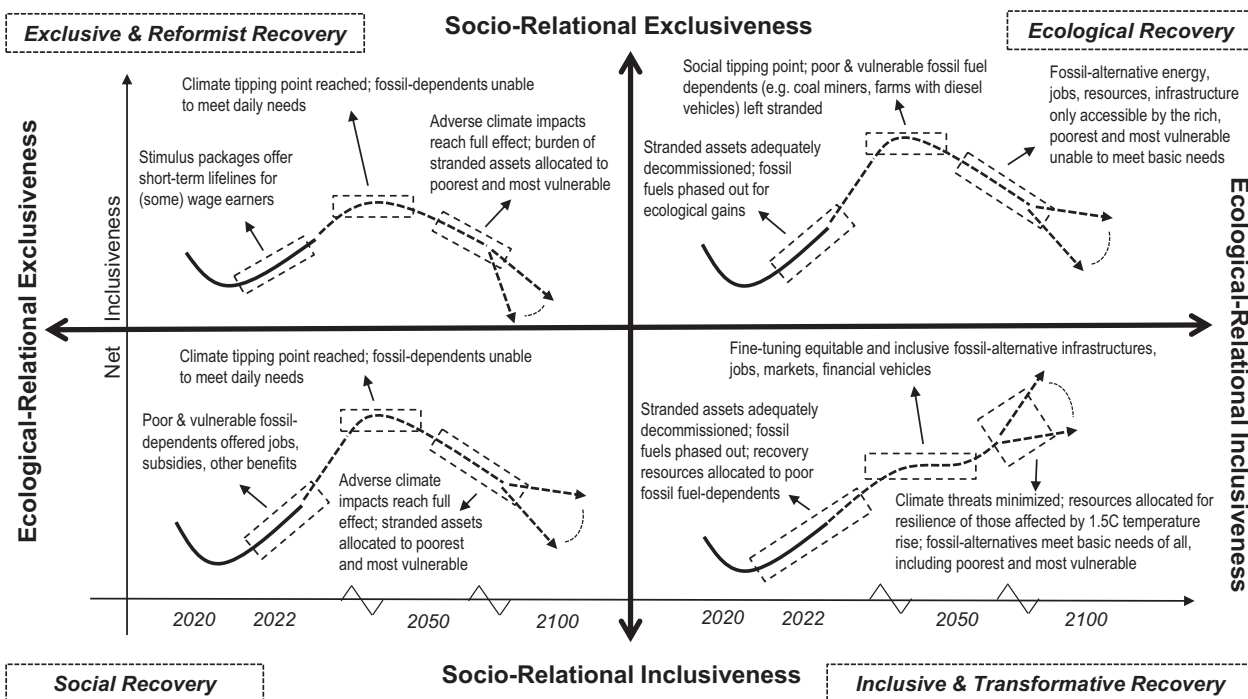 Exclusive & Reformist Recovery
Socio-Relational Exclusiveness
Ecological Recovery
Climate tipping point reached; fossil-dependents unable
to meet daily needs
Stimulus packages offer
short-term lifelines for
(some) wage earners
Adverse climate impacts
reach full effect; burden of
stranded assets allocated to
poorest and most vulnerable
Social tipping point; poor & vulnerable fossil fuel
dependents (e.g. coal miners, farms with diesel
vehicles) left stranded
Stranded assets adequately
decommissioned; fossil
fuels phased out for
ecological gains
Fossil-alternative energy,
jobs, resources, infrastructure
only accessible by the rich,
poorest and most vulnerable
unable to meet basic needs
Ecological-Relational Exclusiveness
Net Inclusiveness
Ecological-Relational Inclusiveness
Climate tipping point reached; fossil-dependents unable
to meet daily needs
Poor & vulnerable fossil-
dependents offered jobs,
subsidies, other benefits
Adverse climate
impacts reach full
effect; stranded assets
allocated to poorest
and most vulnerable
Fine-tuning equitable and inclusive fossil-alternative infrastructures,
jobs, markets, financial vehicles
Stranded assets adequately
decommissioned; fossil
fuels phased out; recovery
resources allocated to poor
fossil fuel-dependents
Climate threats minimized; resources allocated for
resilience of those affected by 1.5C temperature
rise; fossil-alternatives meet basic needs of all,
including poorest and most vulnerable
2020 2022 2050 2100
2020 2022 2050 2100
Social Recovery
Socio-Relational Inclusiveness
Inclusive & Transformative Recovery